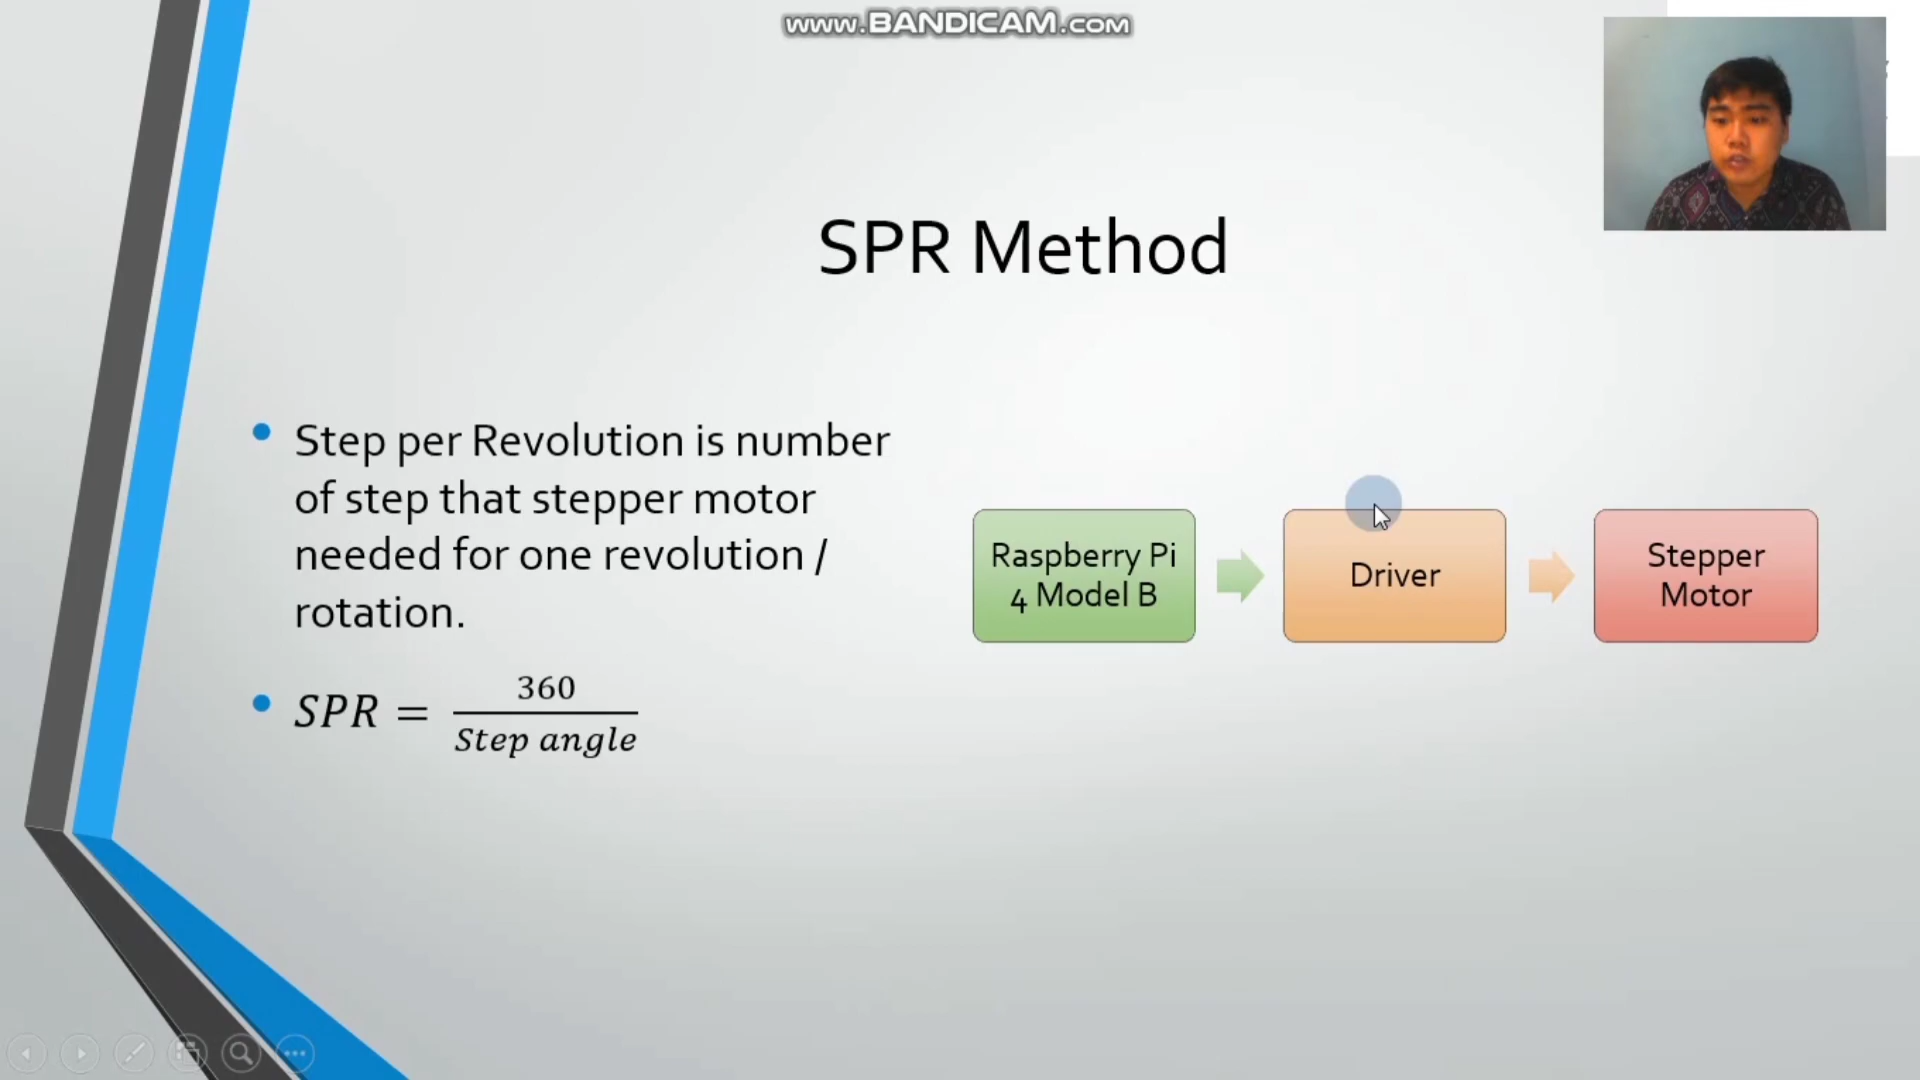 www.BANDICAM.com
SPR Method
Step per Revolution is number
of step that stepper motor
needed for one revolution /
rotation.
SPR = 360 / Step angle
Raspberry Pi
4 Model B
Driver
Stepper
Motor